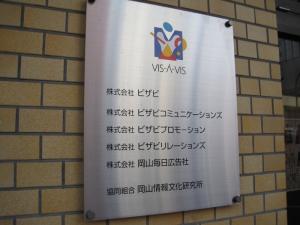 VIS-A-VIS
株式会社 ビザビ
株式会社 ビザビコミュニケーションズ
株式会社 ビザビプロモーション
株式会社 ビザビリレーションズ
株式会社 岡山毎日広告社
協同組合 岡山情報文化研究所